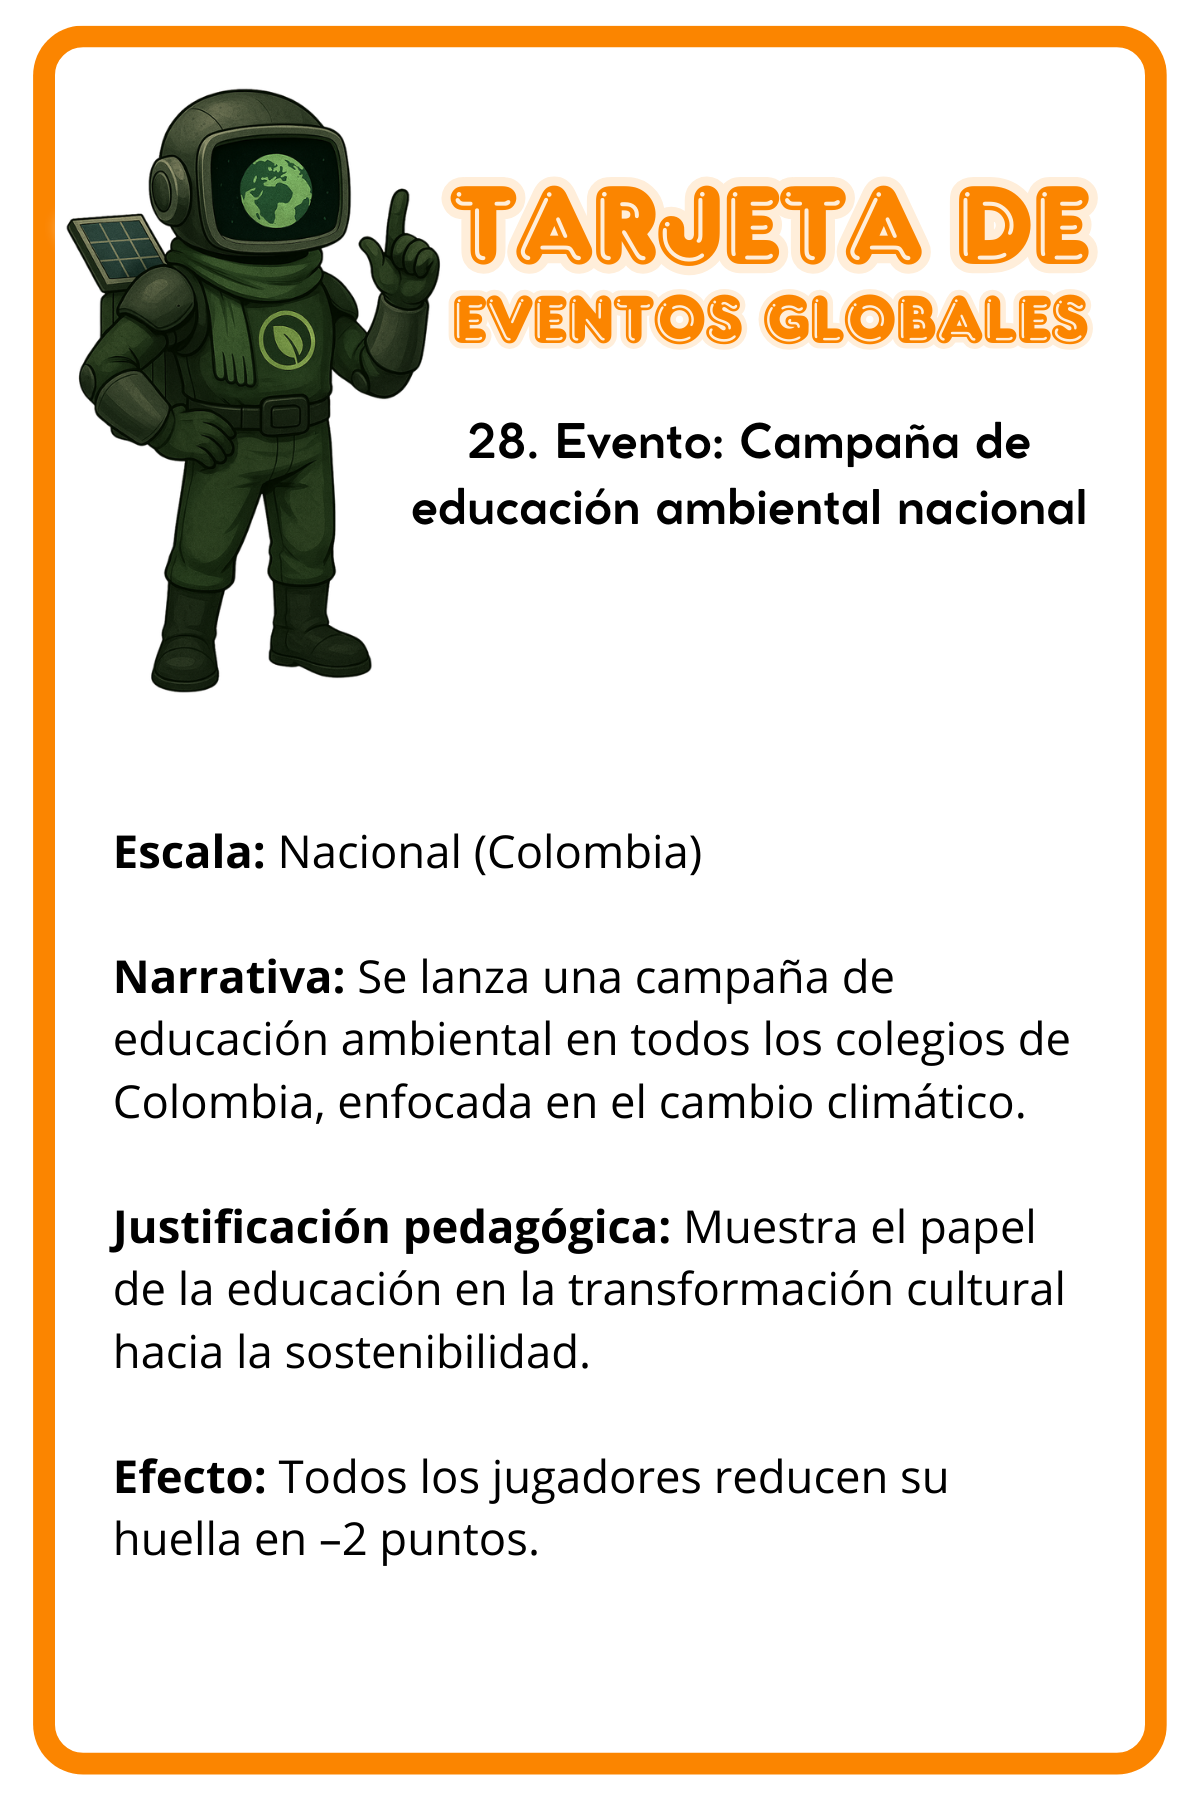 TARJETA DE
EVENTOS GLOBALES
28. Evento: Campaña de
educación ambiental nacional
Escala: Nacional (Colombia)
Narrativa: Se lanza una campaña de
educación ambiental en todos los colegios de
Colombia, enfocada en el cambio climático.
Justificación pedagógica: Muestra el papel
de la educación en la transformación cultural
hacia la sostenibilidad.
Efecto: Todos los jugadores reducen su
huella en –2 puntos.